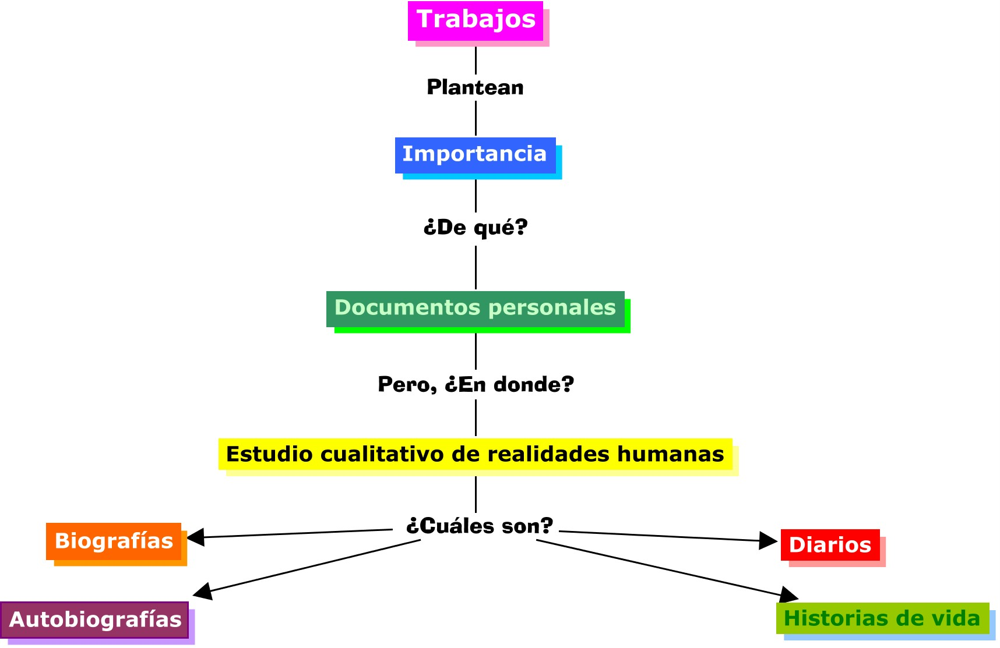 Trabajos
Plantean
Importancia
¿De qué?
Documentos personales
Pero, ¿En donde?
Estudio cualitativo de realidades humanas
¿Cuáles son?
Biografías
Diarios
Autobiografías
Historias de vida